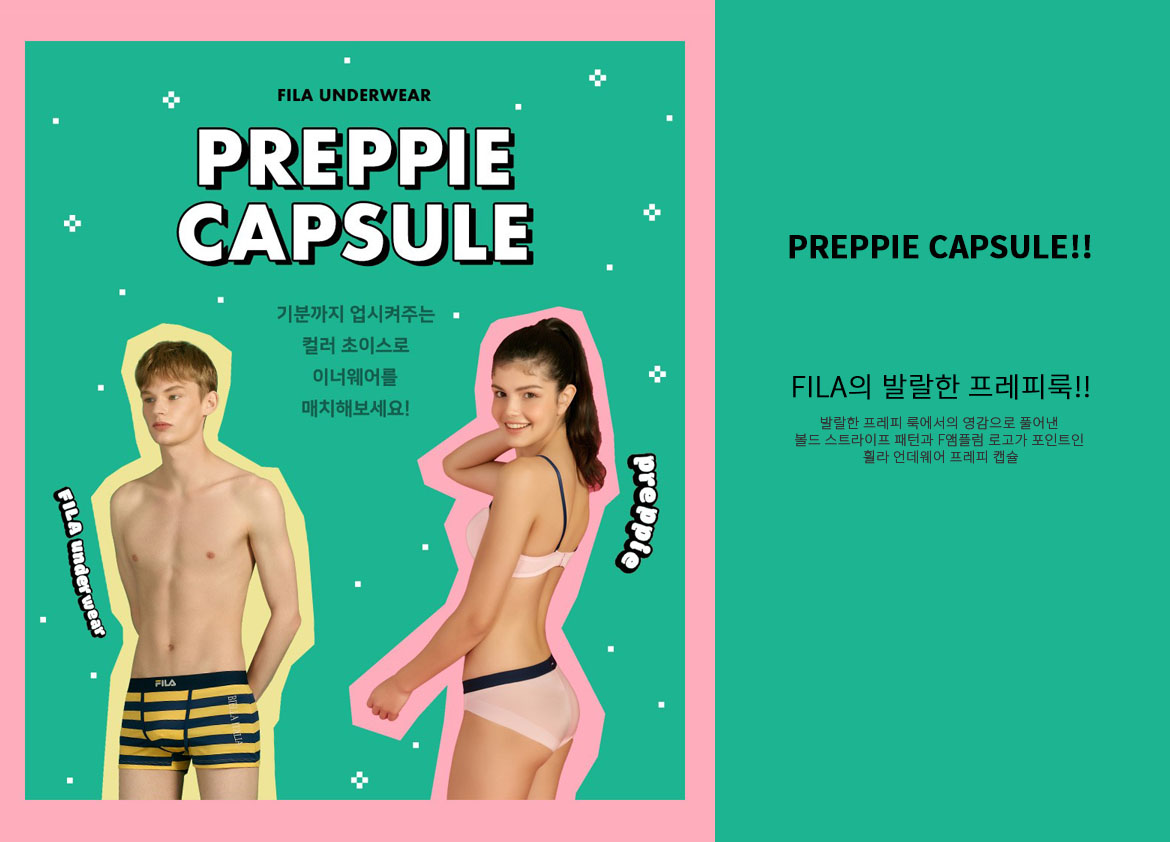 FILA UNDERWEAR
PREPPIE
CAPSULE
기분까지 업시켜주는
컬러 초이스로
이너웨어를
매치해보세요!
FILA underwear
preppie
FILA
PREPPIE CAPSULE!!
FILA의 발랄한 프레피룩!!
발랄한 프레피 룩에서의 영감으로 풀어낸
볼드 스트라이프 패턴과 F앰플럼 로고가 포인트인
휠라 언데웨어 프레피 캡슐